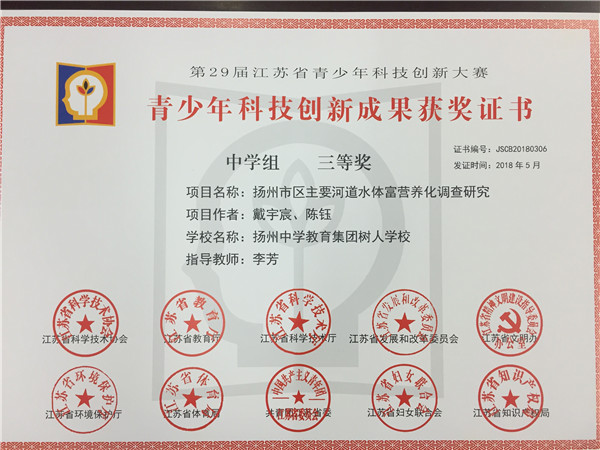 第29届江苏省青少年科技创新大赛
青少年科技创新成果获奖证书
证书编号：JSCB20180306
发证时间：2018年5月
中学组 三等奖
项目名称：扬州市区主要河道水体富营养化调查研究
项目作者：戴宇宸、陈钰
学校名称：扬州中学教育集团树人学校
指导教师：李芳
江苏省科学技术协会 江苏省教育厅 江苏省科学技术厅 江苏省发展和改革委员会 江苏省文明办
江苏省环境保护厅 江苏省体育局 共青团江苏省委 江苏省妇女联合会 江苏省知识产权局